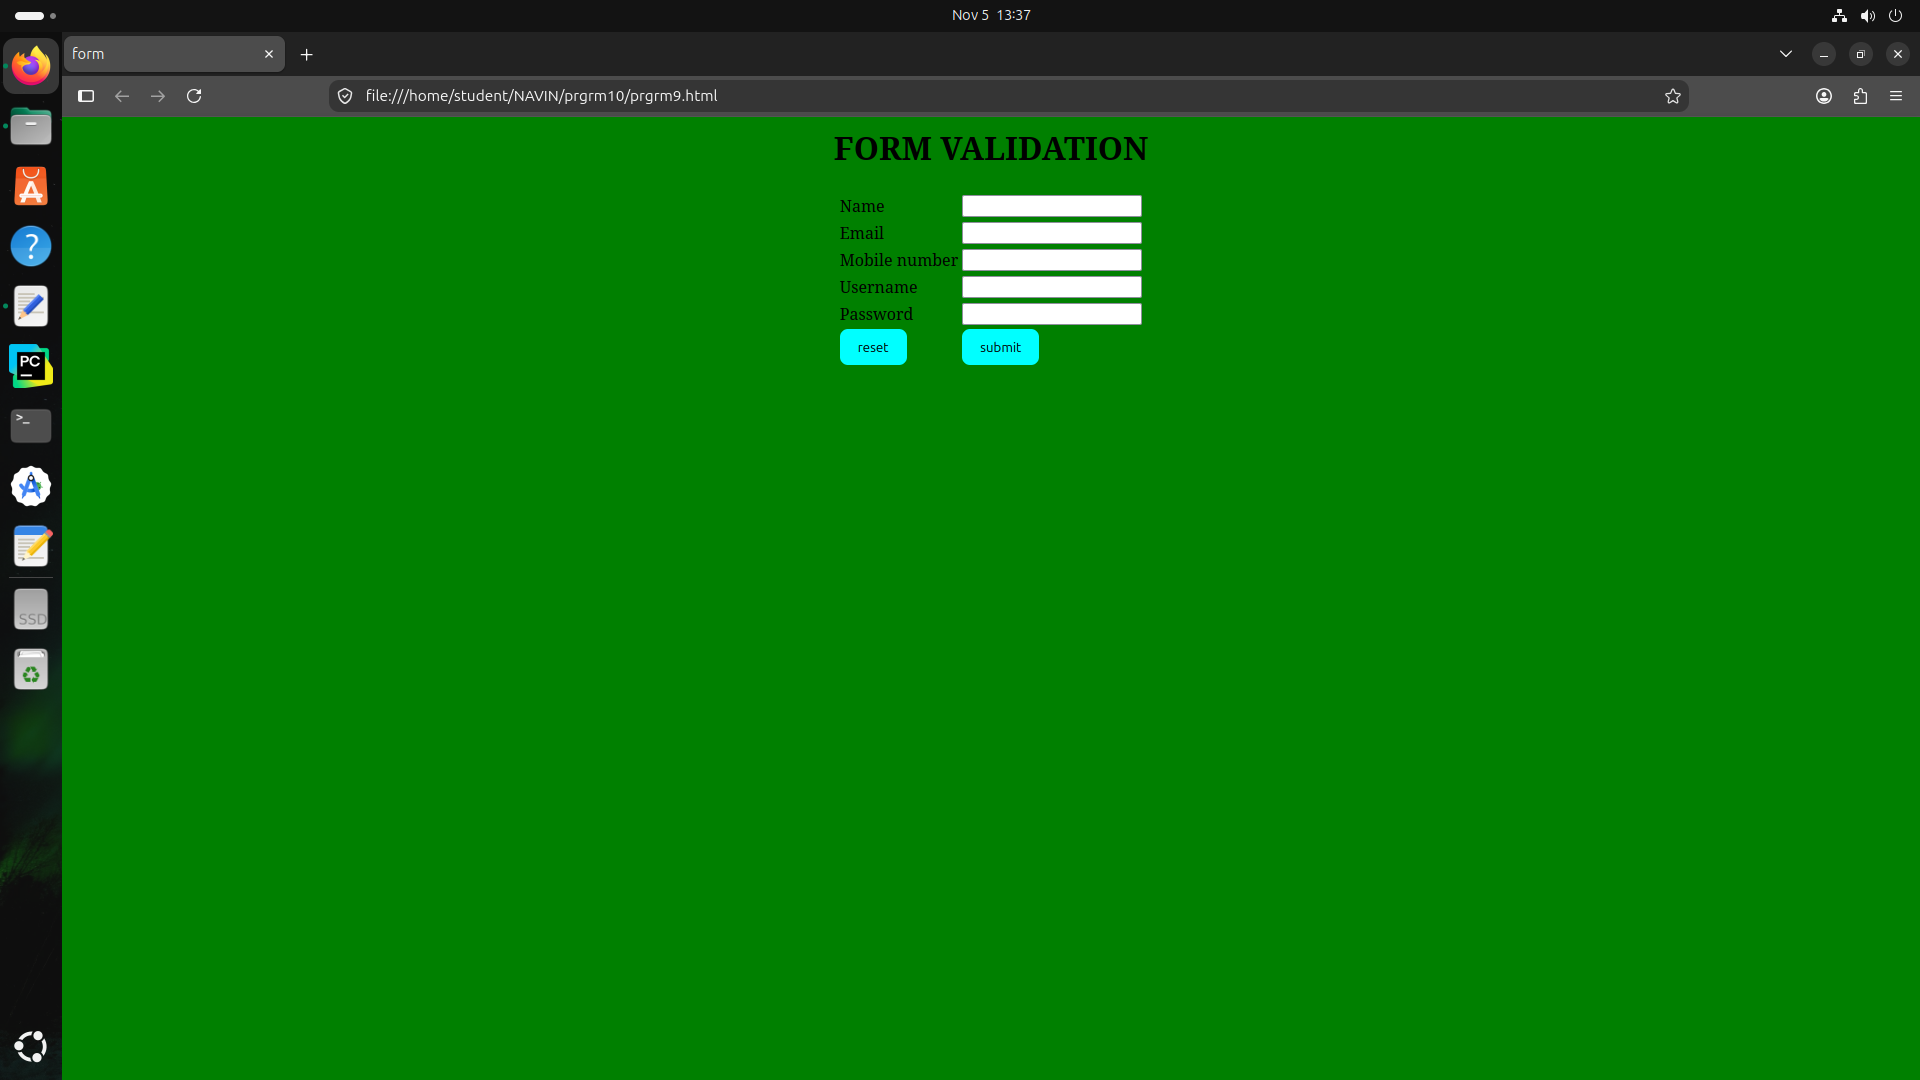 Nov 5 13:37
form
file:///home/student/NAVIN/prgrm10/prgrm9.html
FORM VALIDATION
Name
Email
Mobile number
Username
Password
reset submit
?
PC
>_
A
SSD